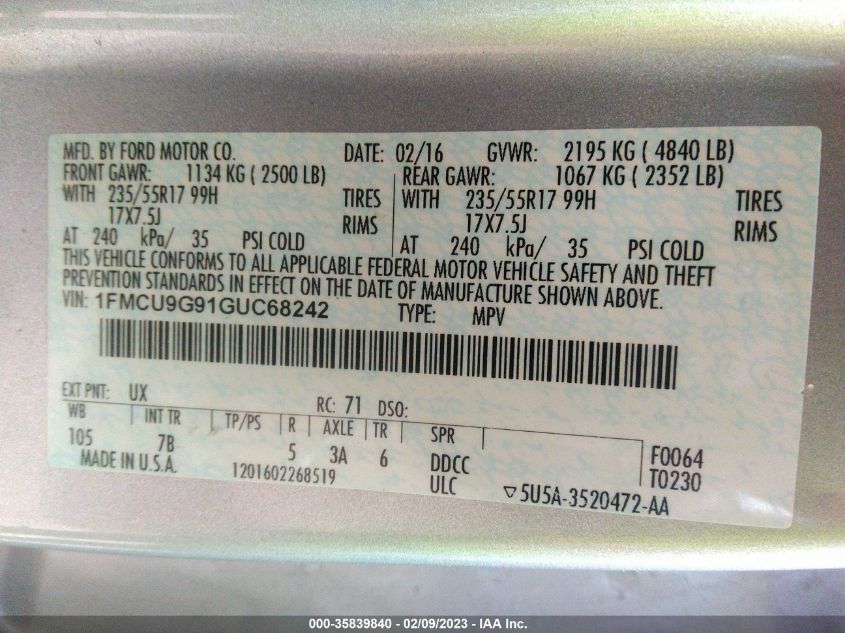 MFD. BY FORD MOTOR CO. DATE: 02/16 GVWR: 2195 KG ( 4840 LB)
FRONT GAWR: 1134 KG ( 2500 LB) REAR GAWR: 1067 KG ( 2352 LB)
WITH 235/55R17 99H TIRES WITH 235/55R17 99H TIRES
17X7.5J RIMS 17X7.5J RIMS
AT 240 kPa/ 35 PSI COLD AT 240 kPa/ 35 PSI COLD
THIS VEHICLE CONFORMS TO ALL APPLICABLE FEDERAL MOTOR VEHICLE SAFETY AND THEFT
PREVENTION STANDARDS IN EFFECT ON THE DATE OF MANUFACTURE SHOWN ABOVE.
VIN: 1FMCU9G91GUC68242 TYPE: MPV
EXT PNT: UX RC: 71 DSO:
WB INT TR TP/PS R AXLE TR SPR
105 7B 5 3A 6 DDCC F0064
MADE IN U.S.A. 1201602268519 ULC T0230
▽5U5A-3520472-AA
000-35839840 - 02/09/2023 - IAA Inc.